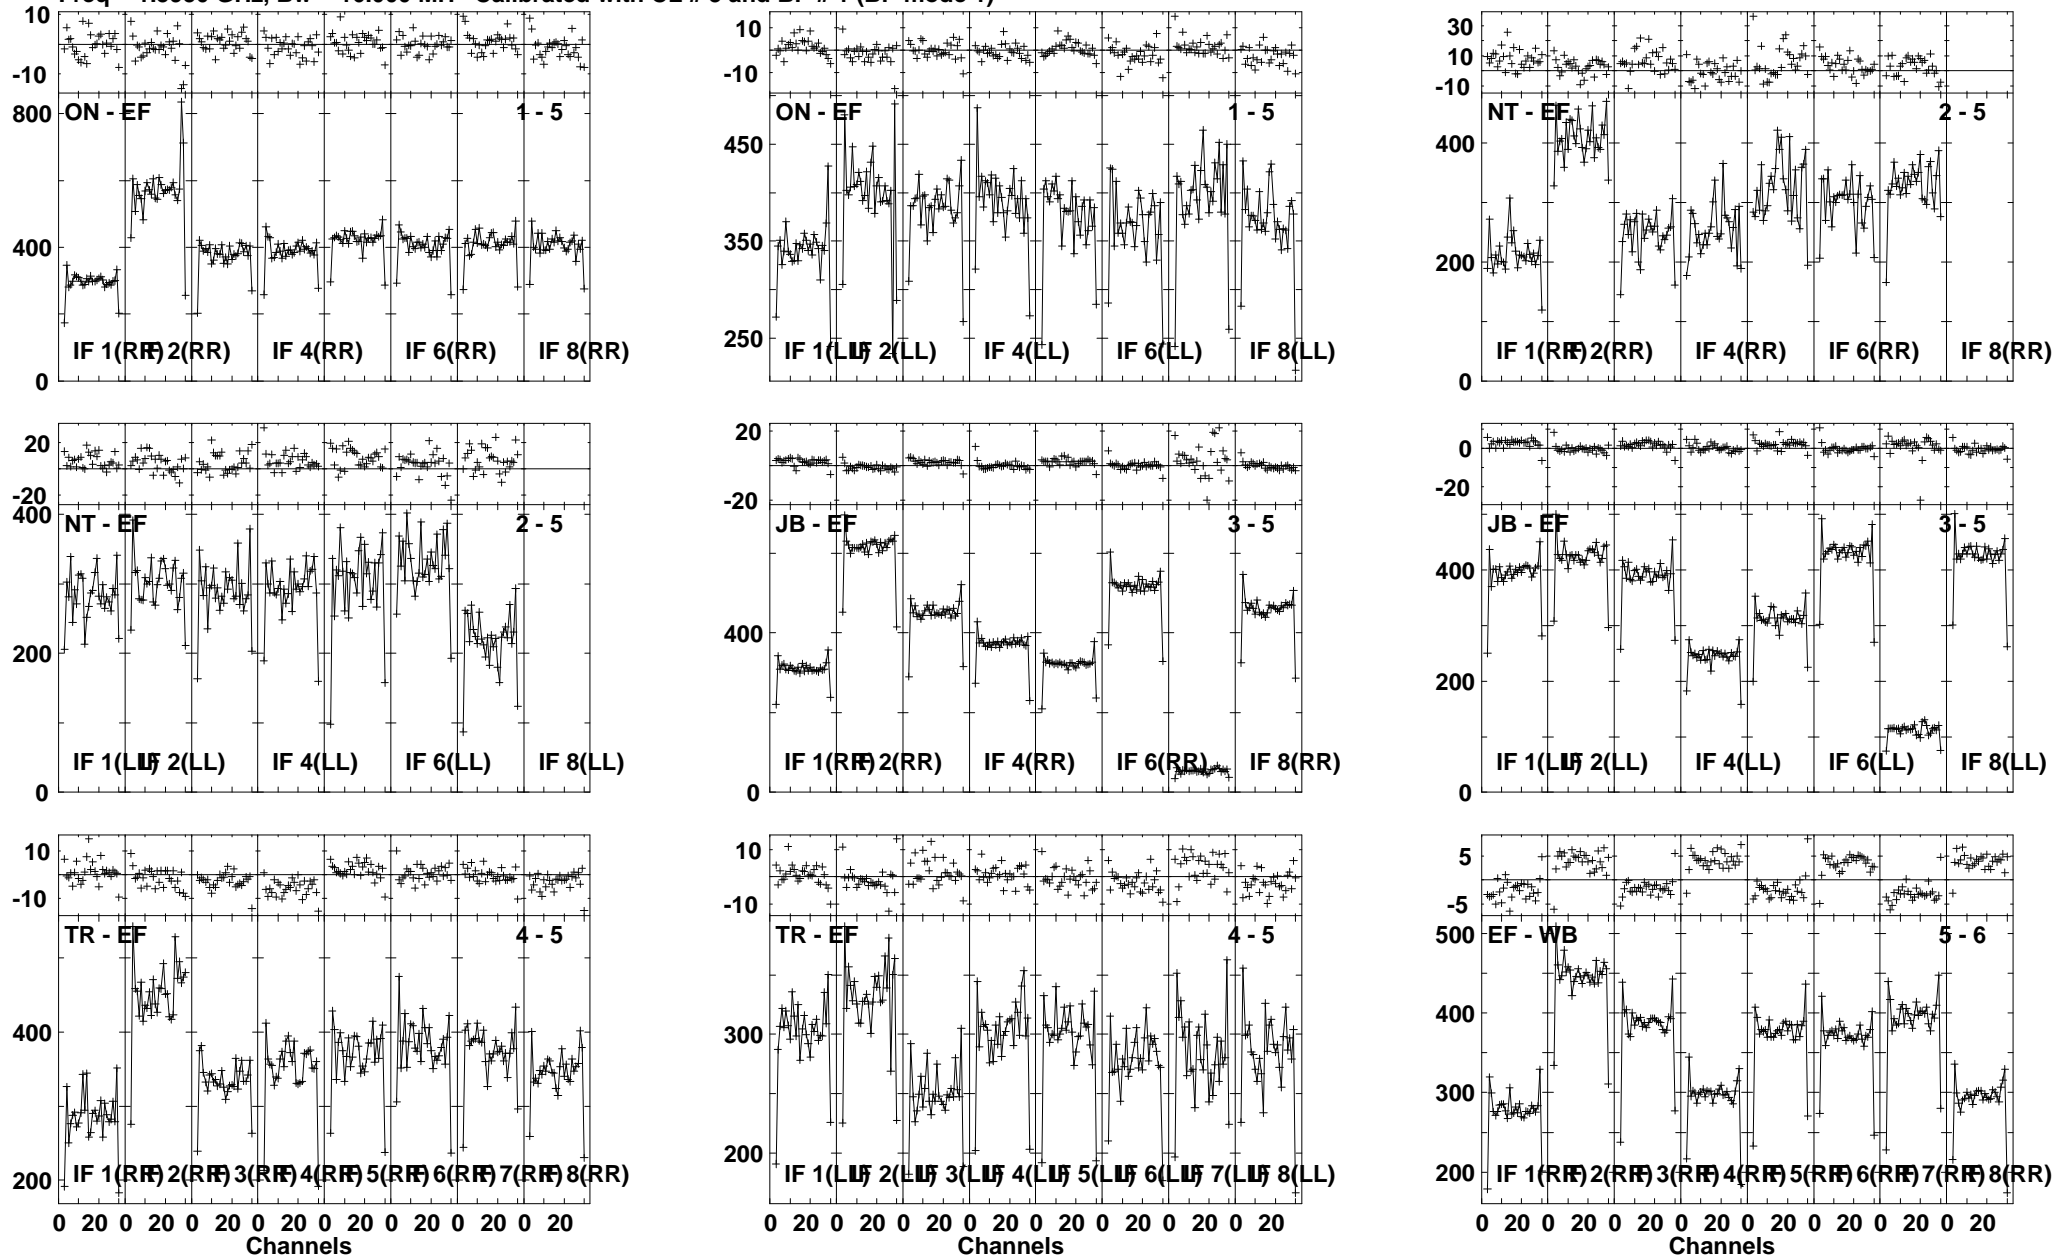 10
-10
800
400
0
ON - EF
1 - 5
IF 1(RR)
IF 2(RR)
IF 4(RR)
IF 6(RR)
IF 8(RR)
10
-10
450
350
250
ON - EF
1 - 5
IF 1(LL)
IF 2(LL)
IF 4(LL)
IF 6(LL)
IF 8(LL)
30
10
-10
400
200
0
NT - EF
2 - 5
IF 1(RR)
IF 2(RR)
IF 4(RR)
IF 6(RR)
IF 8(RR)
20
-20
400
200
0
NT - EF
2 - 5
IF 1(LL)
IF 2(LL)
IF 4(LL)
IF 6(LL)
IF 8(LL)
20
-20
400
0
JB - EF
3 - 5
IF 1(RR)
IF 2(RR)
IF 4(RR)
IF 6(RR)
IF 8(RR)
0
-20
400
200
0
JB - EF
3 - 5
IF 1(LL)
IF 2(LL)
IF 4(LL)
IF 6(LL)
IF 8(LL)
10
-10
400
200
TR - EF
4 - 5
IF 1(RR)
IF 2(RR)
IF 3(RR)
IF 4(RR)
IF 5(RR)
IF 6(RR)
IF 7(RR)
IF 8(RR)
0 20 0 20 0 20 0 20 0 20 0 20 0 20 0 20
Channels
10
-10
300
200
TR - EF
4 - 5
IF 1(LL)
IF 2(LL)
IF 3(LL)
IF 4(LL)
IF 5(LL)
IF 6(LL)
IF 7(LL)
IF 8(LL)
0 20 0 20 0 20 0 20 0 20 0 20 0 20 0 20
Channels
5
-5
500
400
300
200
EF - WB
5 - 6
IF 1(RR)
IF 2(RR)
IF 3(RR)
IF 4(RR)
IF 5(RR)
IF 6(RR)
IF 7(RR)
IF 8(RR)
0 20 0 20 0 20 0 20 0 20 0 20 0 20 0 20
Channels